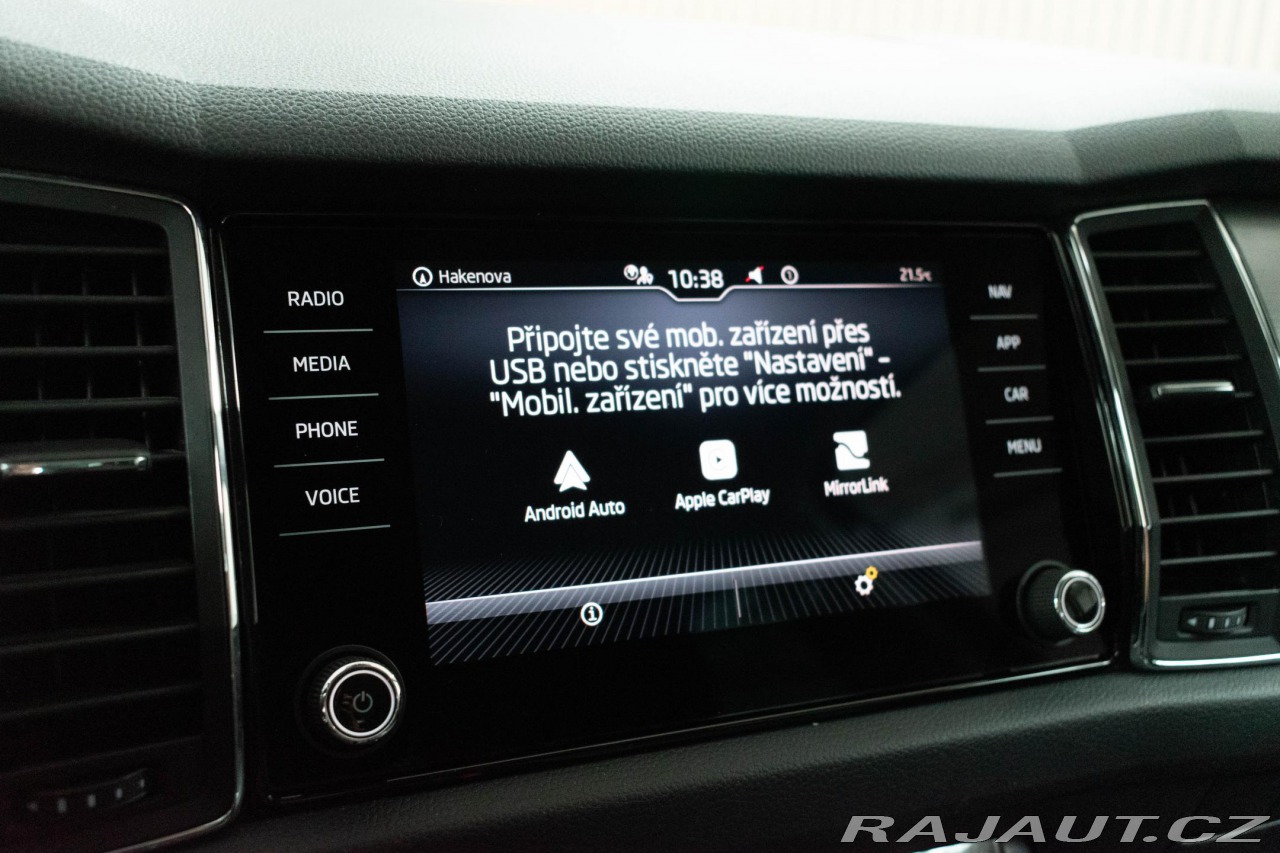 Hakenova
10:38
21.5°C
RADIO
MEDIA
PHONE
VOICE
Připojte své mob. zařízení přes
USB nebo stiskněte "Nastavení" –
"Mobil. zařízení" pro více možností.
Android Auto
Apple CarPlay
MirrorLink
NAV
APP
CAR
MENU
RAJAUT.CZ